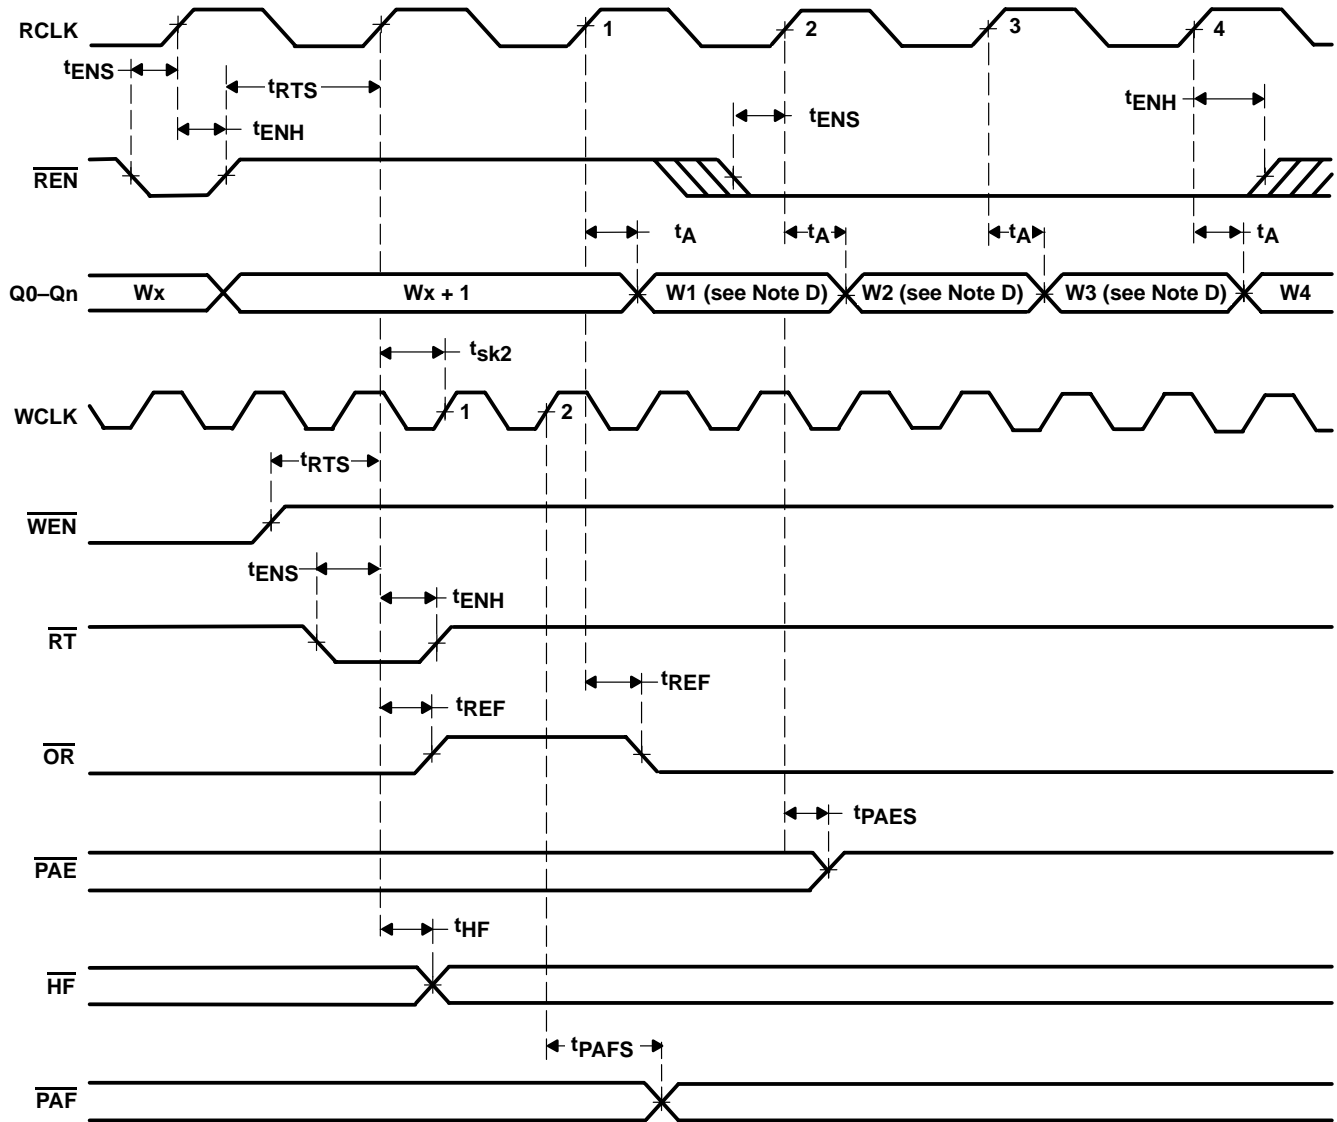 RCLK 1 2 3 4
tENS tRTS tENH
tENH tENS
REN
tA tA tA tA
Q0–Qn Wx Wx + 1 W1 (see Note D) W2 (see Note D) W3 (see Note D) W4
tsk2
WCLK 1 2
tRTS
WEN
tENS
tENH
RT
tREF
tREF
OR
tPAES
PAE
tHF
HF
tPAFS
PAF